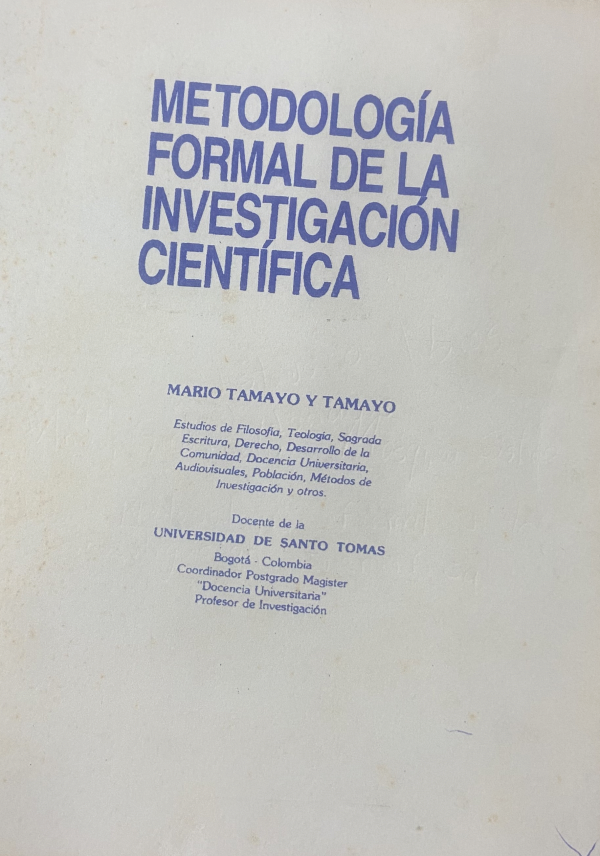 METODOLOGÍA
FORMAL DE LA
INVESTIGACIÓN
CIENTÍFICA
MARIO TAMAYO Y TAMAYO
Estudios de Filosofía, Teología, Sagrada
Escritura, Derecho, Desarrollo de la
Comunidad, Docencia Universitaria,
Audiovisuales, Población, Métodos de
Investigación y otros.
Docente de la
UNIVERSIDAD DE SANTO TOMAS
Bogotá - Colombia
Coordinador Postgrado Magister
"Docencia Universitaria"
Profesor de Investigación